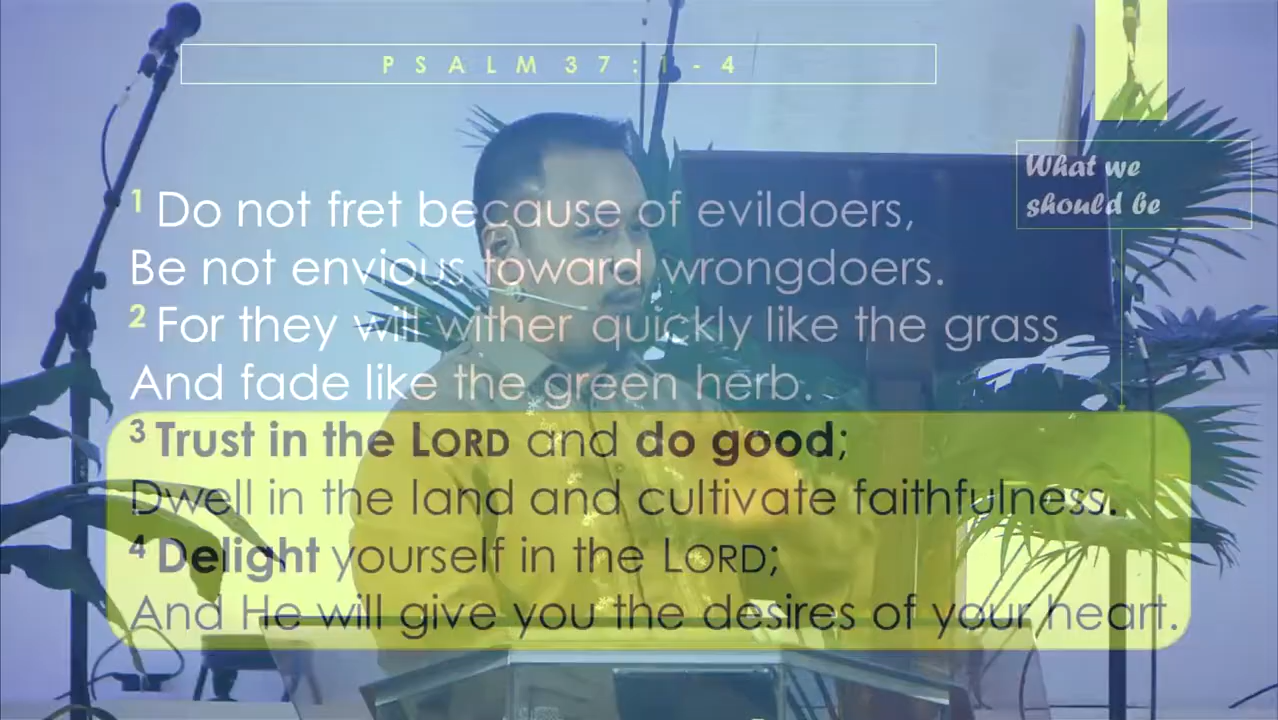 PSALM 37:1-4
What we
should be
1 Do not fret because of evildoers,
Be not envious toward wrongdoers.
2 For they will wither quickly like the grass
And fade like the green herb.
3 Trust in the LORD and do good;
Dwell in the land and cultivate faithfulness.
4 Delight yourself in the LORD;
And He will give you the desires of your heart.